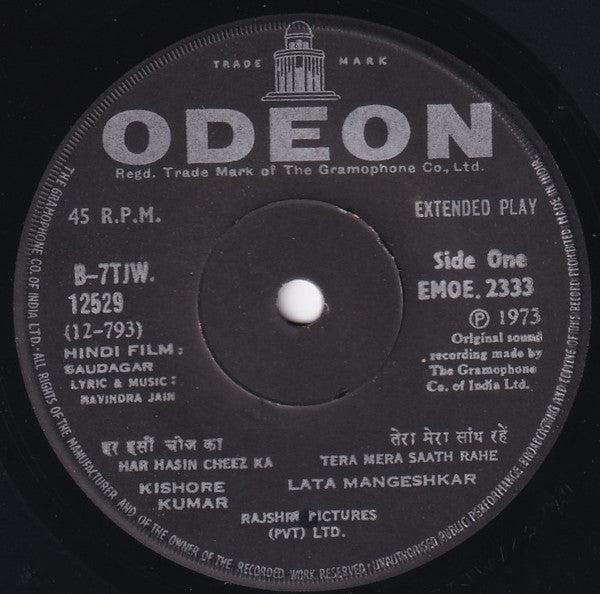 TRADE MARK
ODEON
Regd. Trade Mark of The Gramophone Co., Ltd.
45 R.P.M.
EXTENDED PLAY
B-7TJW.
12529
(12-793)
HINDI FILM:
SAUDAGAR
LYRIC & MUSIC:
RAVINDRA JAIN
Side One
EMOE. 2333
Ⓟ 1973
Original sound
recording made by
The Gramophone
Co. of India Ltd.
हर हसीं चीज का
HAR HASIN CHEEZ KA
KISHORE
KUMAR
तेरा मेरा साथ रहें
TERA MERA SAATH RAHE
LATA MANGESHKAR
RAJSHRI PICTURES
(PVT) LTD.
THE GRAMOPHONE CO. OF INDIA LTD. ALL RIGHTS OF THE MANUFACTURER AND OF THE OWNER OF THE RECORDED WORK RESERVED. UNAUTHORISED PUBLIC PERFORMANCE BROADCASTING AND COPYING OF THIS RECORD PROHIBITED. MADE IN INDIA.